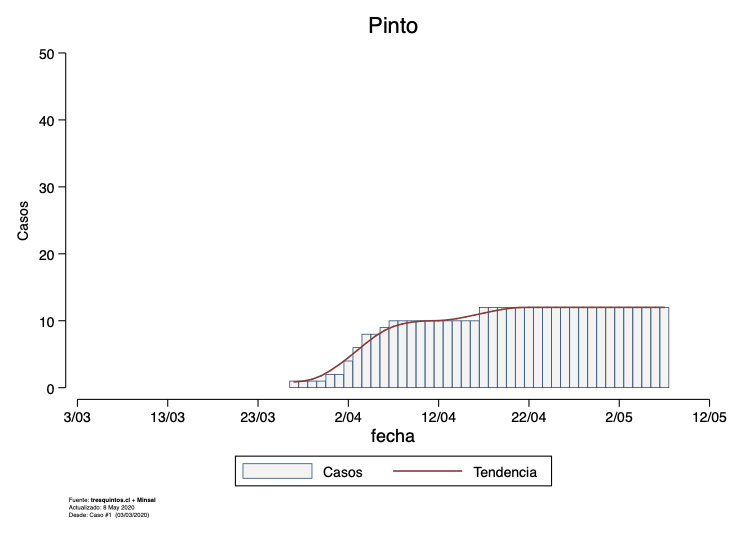 Pinto
50
40
30
20
10
0
Casos
3/03 13/03 23/03 2/04 12/04 22/04 2/05 12/05
fecha
Casos Tendencia
Fuente: tresquintos.cl + Minsal
Actualizado: 8 May 2020
Desde: Caso #1 (03/03/2020)